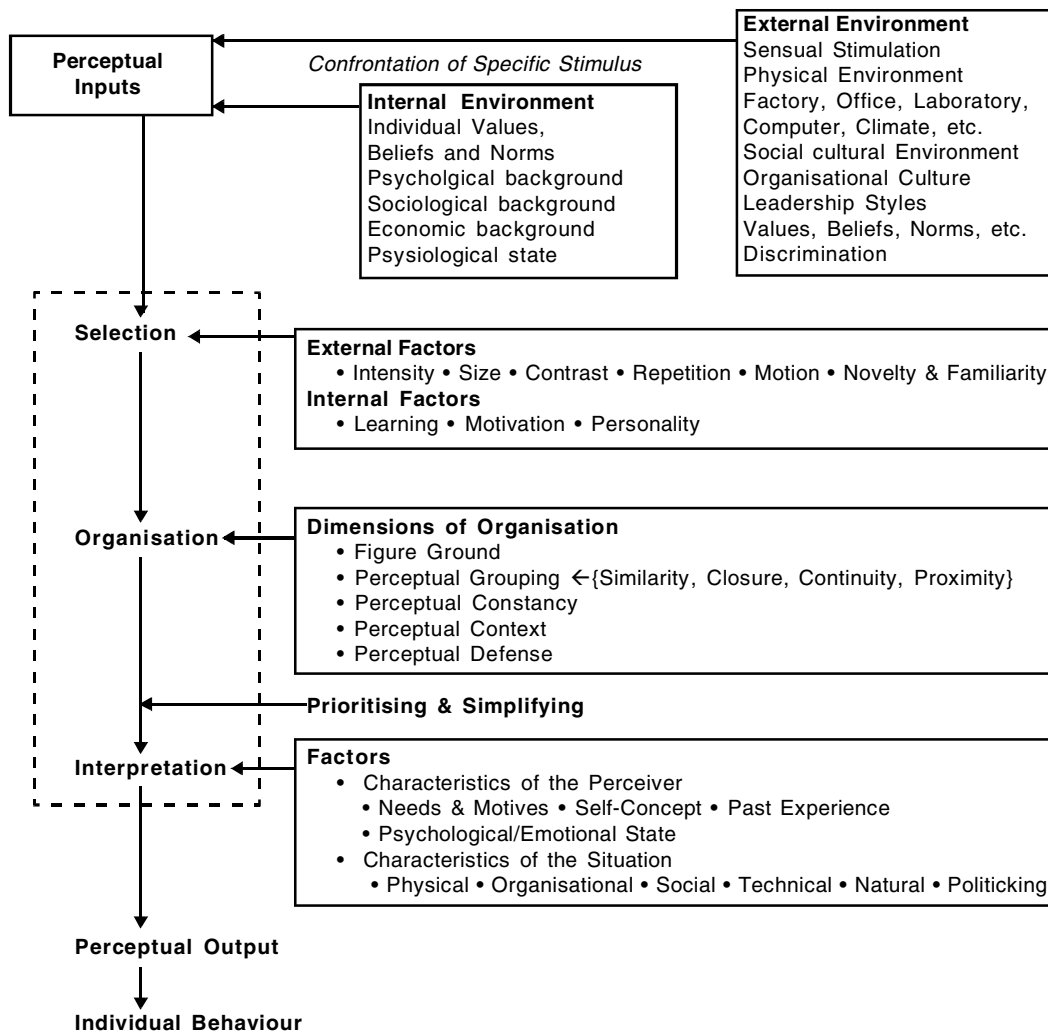 Perceptual
Inputs
Confrontation of Specific Stimulus
External Environment
Sensual Stimulation
Physical Environment
Factory, Office, Laboratory,
Computer, Climate, etc.
Social cultural Environment
Organisational Culture
Leadership Styles
Values, Beliefs, Norms, etc.
Discrimination
Internal Environment
Individual Values,
Beliefs and Norms
Psycholgical background
Sociological background
Economic background
Psysiological state
Selection
External Factors
• Intensity • Size • Contrast • Repetition • Motion • Novelty & Familiarity
Internal Factors
• Learning • Motivation • Personality
Organisation
Dimensions of Organisation
• Figure Ground
• Perceptual Grouping ←{Similarity, Closure, Continuity, Proximity}
• Perceptual Constancy
• Perceptual Context
• Perceptual Defense
Prioritising & Simplifying
Interpretation
Factors
• Characteristics of the Perceiver
• Needs & Motives • Self-Concept • Past Experience
• Psychological/Emotional State
• Characteristics of the Situation
• Physical • Organisational • Social • Technical • Natural • Politicking
Perceptual Output
Individual Behaviour